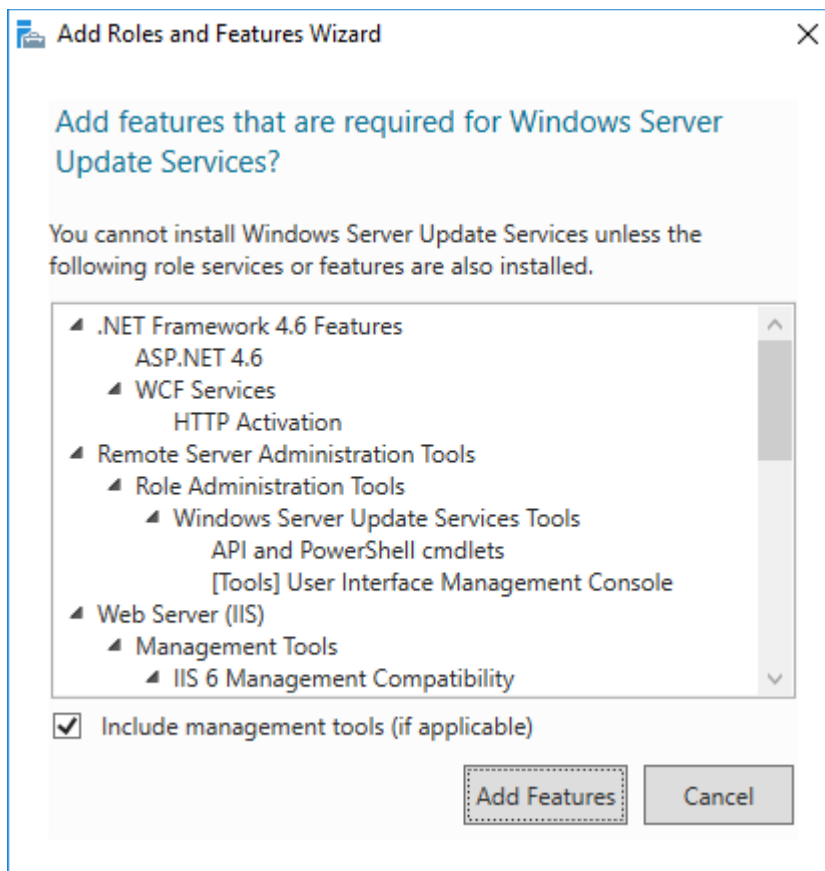 Add Roles and Features Wizard
Add features that are required for Windows Server
Update Services?
You cannot install Windows Server Update Services unless the
following role services or features are also installed.
.NET Framework 4.6 Features
ASP.NET 4.6
WCF Services
HTTP Activation
Remote Server Administration Tools
Role Administration Tools
Windows Server Update Services Tools
API and PowerShell cmdlets
[Tools] User Interface Management Console
Web Server (IIS)
Management Tools
IIS 6 Management Compatibility
Include management tools (if applicable)
Add Features
Cancel